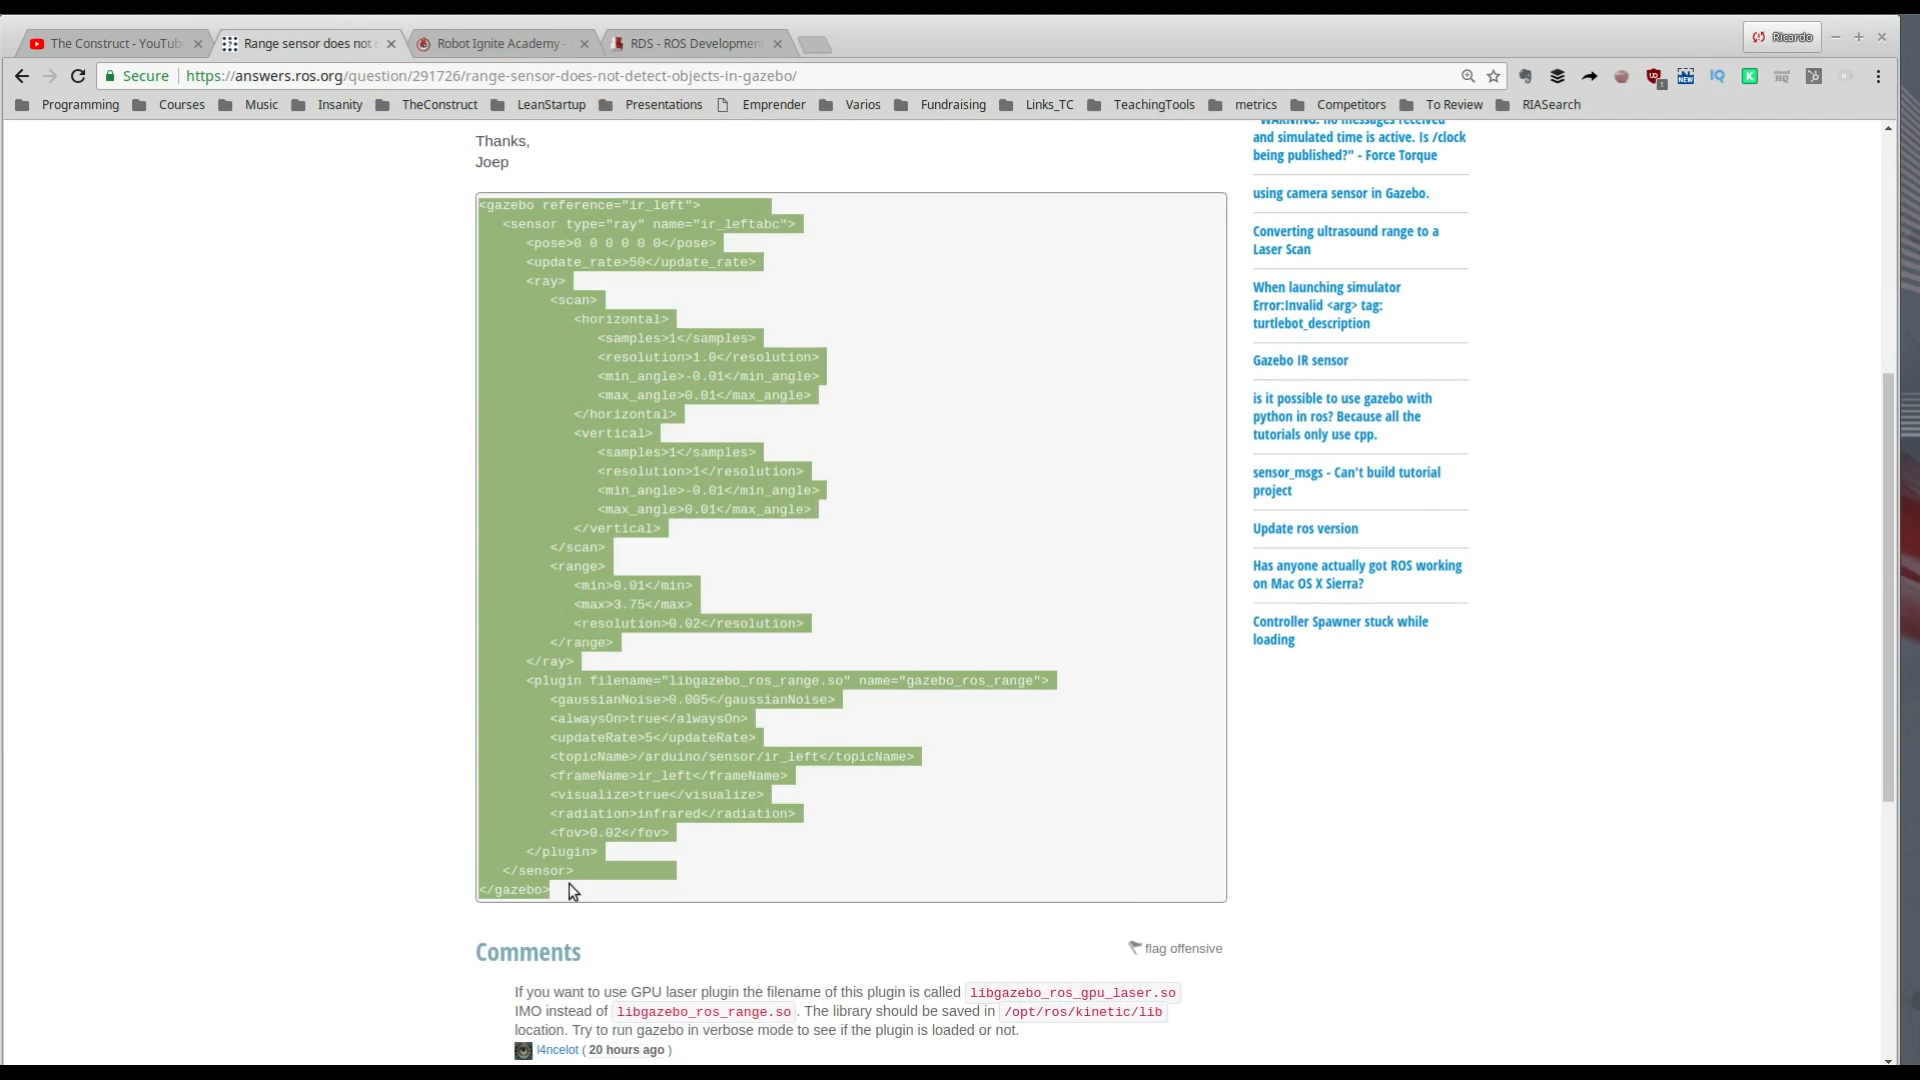 The Construct - YouTub
Range sensor does not
Robot Ignite Academy -
RDS - ROS Developmen
Ricardo
Secure
https://answers.ros.org/question/291726/range-sensor-does-not-detect-objects-in-gazebo/
Programming
Courses
Music
Insanity
TheConstruct
LeanStartup
Presentations
Emprender
Varios
Fundraising
Links_TC
TeachingTools
metrics
Competitors
To Review
RIASearch
Thanks,
Joep
<gazebo reference="ir_left">
<sensor type="ray" name="ir_leftabc">
<pose>0 0 0 0 0 0</pose>
<update_rate>50</update_rate>
<ray>
<scan>
<horizontal>
<samples>1</samples>
<resolution>1.0</resolution>
<min_angle>-0.01</min_angle>
<max_angle>0.01</max_angle>
</horizontal>
<vertical>
<samples>1</samples>
<resolution>1</resolution>
<min_angle>-0.01</min_angle>
<max_angle>0.01</max_angle>
</vertical>
</scan>
<range>
<min>0.01</min>
<max>3.75</max>
<resolution>0.02</resolution>
</range>
</ray>
<plugin filename="libgazebo_ros_range.so" name="gazebo_ros_range">
<gaussianNoise>0.005</gaussianNoise>
<alwaysOn>true</alwaysOn>
<updateRate>5</updateRate>
<topicName>/arduino/sensor/ir_left</topicName>
<frameName>ir_left</frameName>
<visualize>true</visualize>
<radiation>infrared</radiation>
<fov>0.02</fov>
</plugin>
</sensor>
</gazebo>
Comments
flag offensive
If you want to use GPU laser plugin the filename of this plugin is called libgazebo_ros_gpu_laser.so
IMO instead of libgazebo_ros_range.so . The library should be saved in /opt/ros/kinetic/lib
location. Try to run gazebo in verbose mode to see if the plugin is loaded or not.
l4ncelot ( 20 hours ago )
"WARNING: no messages received
and simulated time is active. Is /clock
being published?" - Force Torque
using camera sensor in Gazebo.
Converting ultrasound range to a
Laser Scan
When launching simulator
Error:Invalid <arg> tag:
turtlebot_description
Gazebo IR sensor
is it possible to use gazebo with
python in ros? Because all the
tutorials only use cpp.
sensor_msgs - Can't build tutorial
project
Update ros version
Has anyone actually got ROS working
on Mac OS X Sierra?
Controller Spawner stuck while
loading